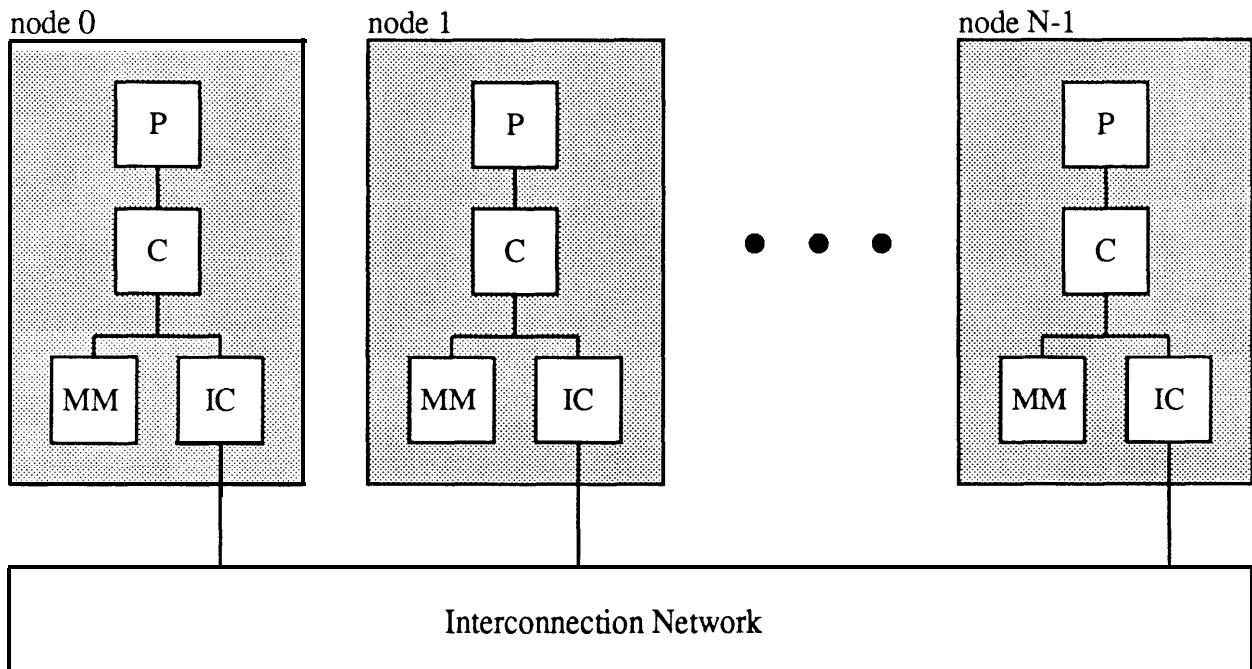 node 0
node 1
node N-1
P
P
P
C
C
C
MM
IC
MM
IC
MM
IC
Interconnection Network